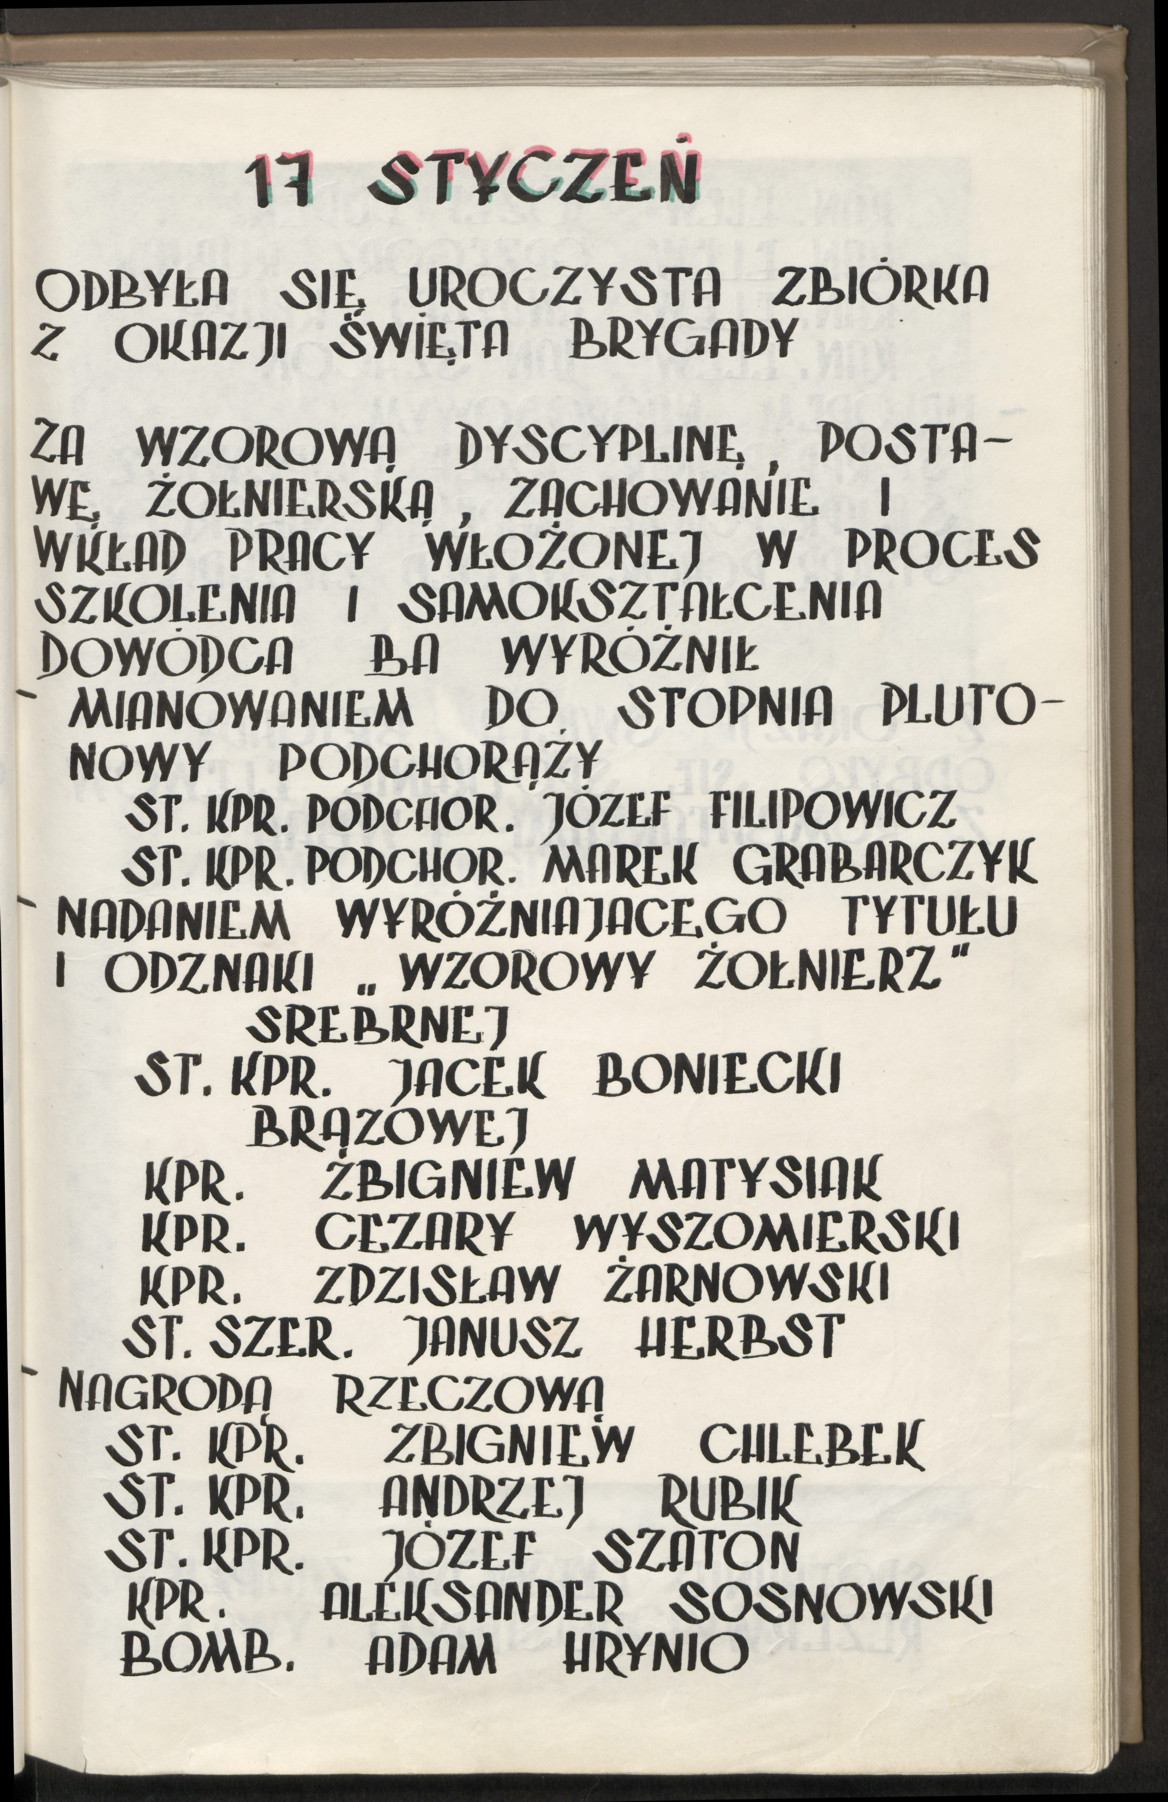 17 STYCZEŃ
ODBYŁA SIĘ UROCZYSTA ZBIÓRKA
Z OKAZJI ŚWIĘTA BRYGADY
ZA WZOROWĄ DYSCYPLINĘ, POSTA-
WĘ ŻOŁNIERSKĄ, ZACHOWANIE I
WKŁAD PRACY WŁOŻONEJ W PROCES
SZKOLENIA I SAMOKSZTAŁCENIA
DOWÓDCA BA WYRÓŻNIŁ
- MIANOWANIEM DO STOPNIA PLUTO-
NOWY PODCHORĄŻY
ST. KPR. PODCHOR. JÓZEF FILIPOWICZ
ST. KPR. PODCHOR. MAREK GRABARCZYK
- NADANIEM WYRÓŻNIAJĄCEGO TYTUŁU
I ODZNAKI „WZOROWY ŻOŁNIERZ"
SREBRNEJ
ST. KPR. JACEK BONIECKI
BRĄZOWEJ
KPR. ZBIGNIEW MATYSIAK
KPR. CEZARY WYSZOMIERSKI
KPR. ZDZISŁAW ŻARNOWSKI
ST. SZER. JANUSZ HERBST
- NAGRODĄ RZECZOWĄ
ST. KPR. ZBIGNIEW CHLEBEK
ST. KPR. ANDRZEJ RUBIK
ST. KPR. JÓZEF SZATON
KPR. ALEKSANDER SOSNOWSKI
BOMB. ADAM HRYNIO